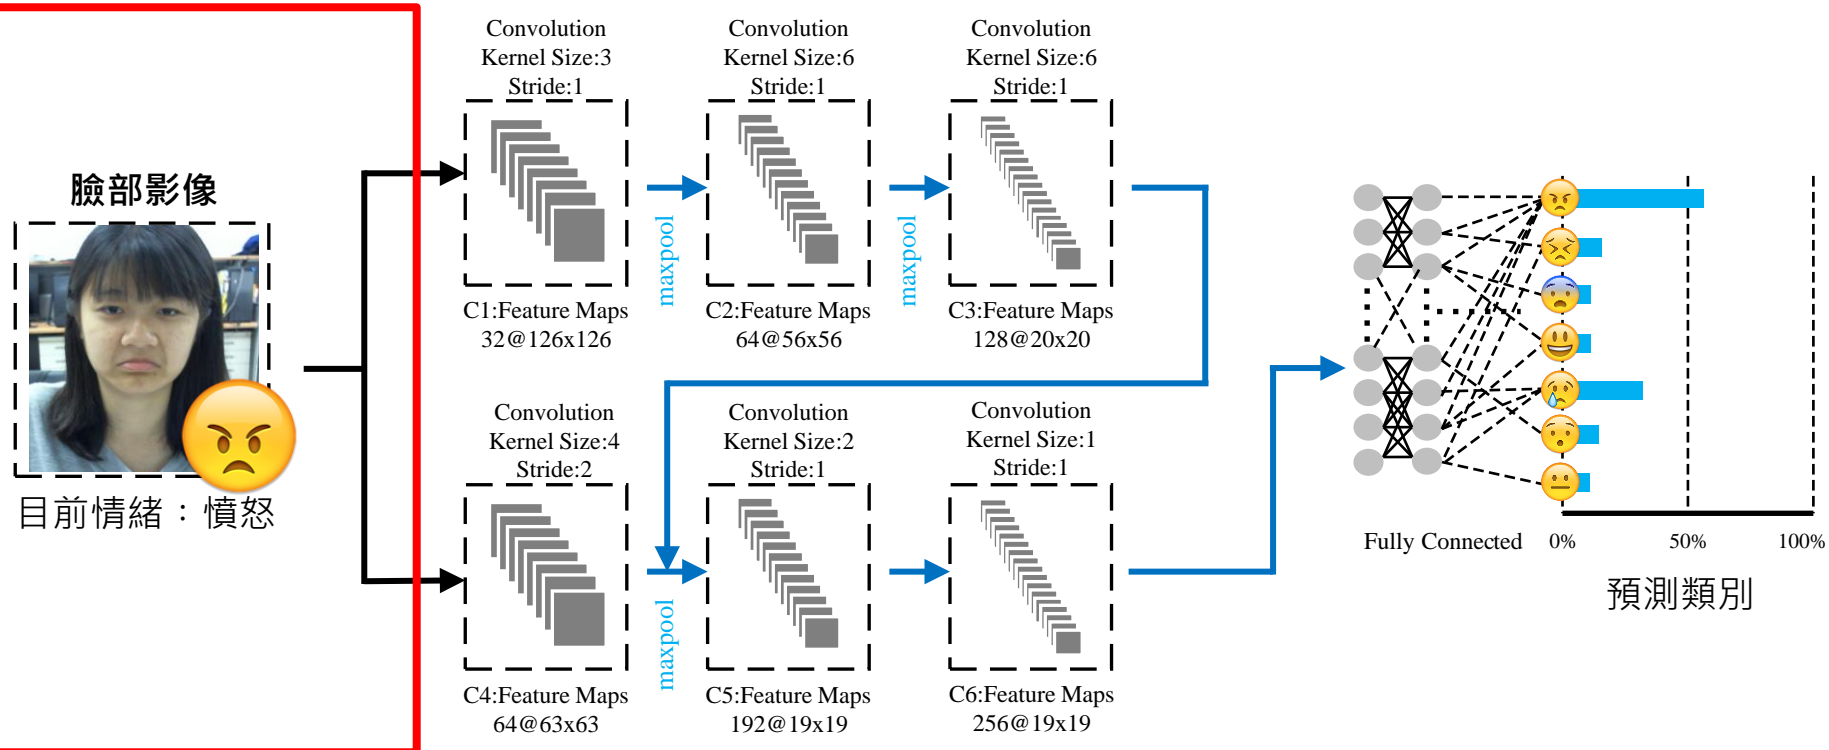 臉部影像
目前情緒：憤怒
Convolution
Kernel Size:3
Stride:1
C1:Feature Maps
32@126x126
maxpool
Convolution
Kernel Size:6
Stride:1
C2:Feature Maps
64@56x56
maxpool
Convolution
Kernel Size:6
Stride:1
C3:Feature Maps
128@20x20
Convolution
Kernel Size:4
Stride:2
C4:Feature Maps
64@63x63
maxpool
Convolution
Kernel Size:2
Stride:1
C5:Feature Maps
192@19x19
Convolution
Kernel Size:1
Stride:1
C6:Feature Maps
256@19x19
Fully Connected
0%
50%
100%
預測類別